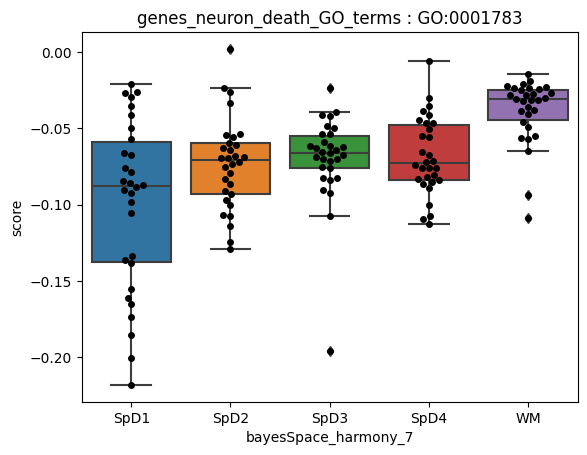 genes_neuron_death_GO_terms : GO:0001783
0.00
−0.05
−0.10
−0.15
−0.20
score
SpD1 SpD2 SpD3 SpD4 WM
bayesSpace_harmony_7